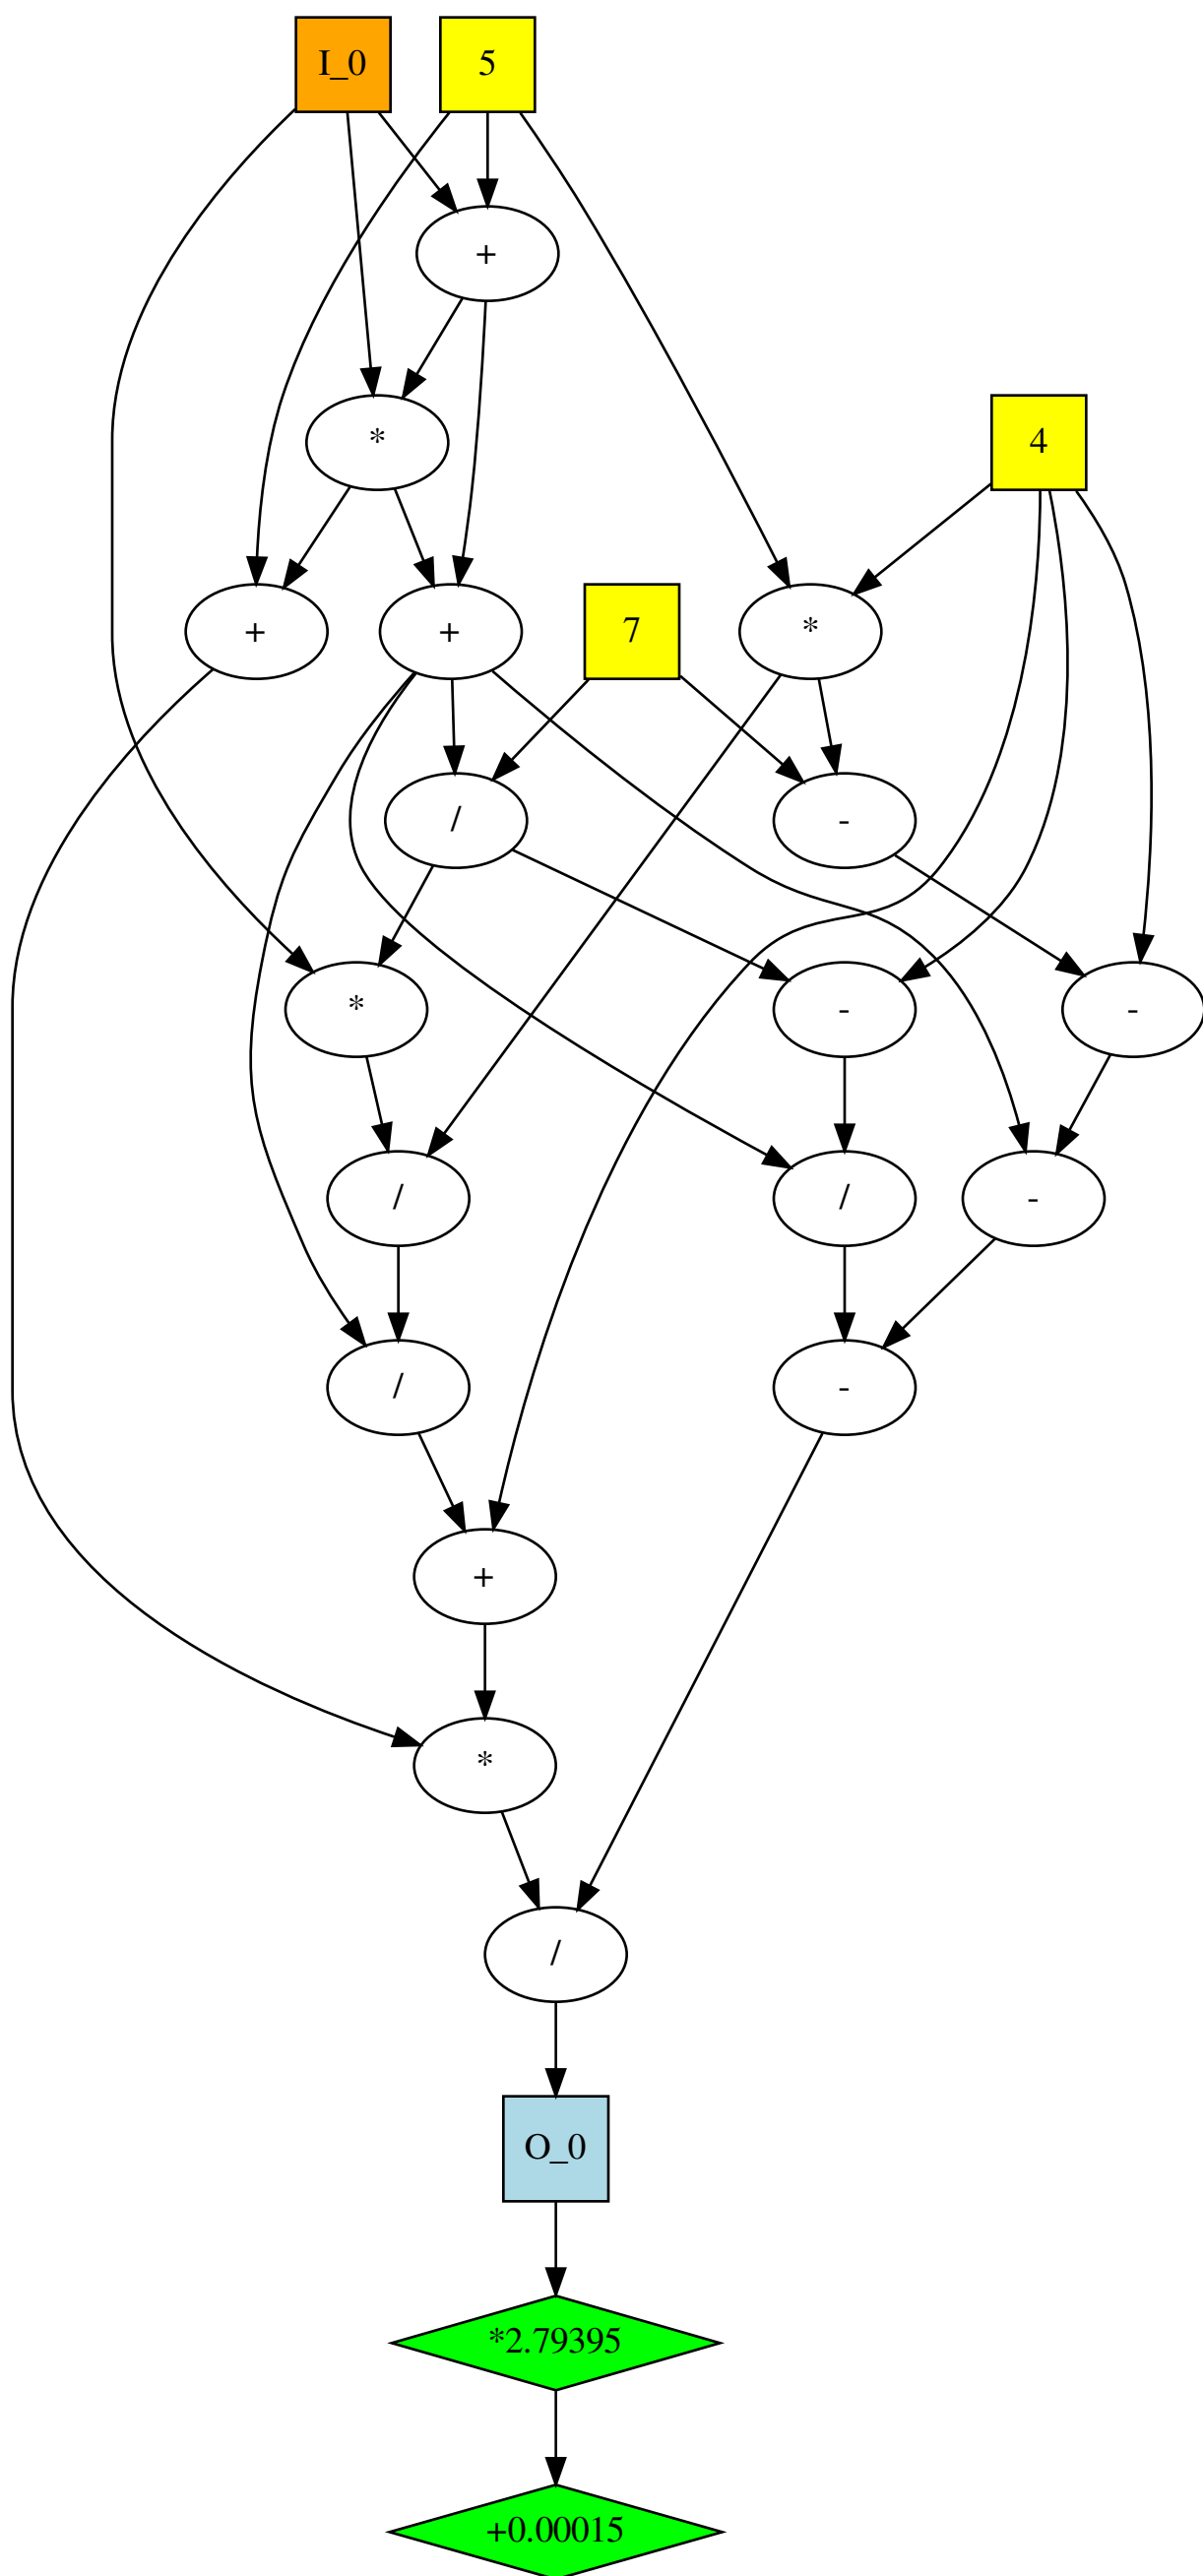 I_0 5
+
* 4
+ + 7 *
/ -
* - -
/ / -
/ -
+
*
/
O_0
*2.79395
+0.00015